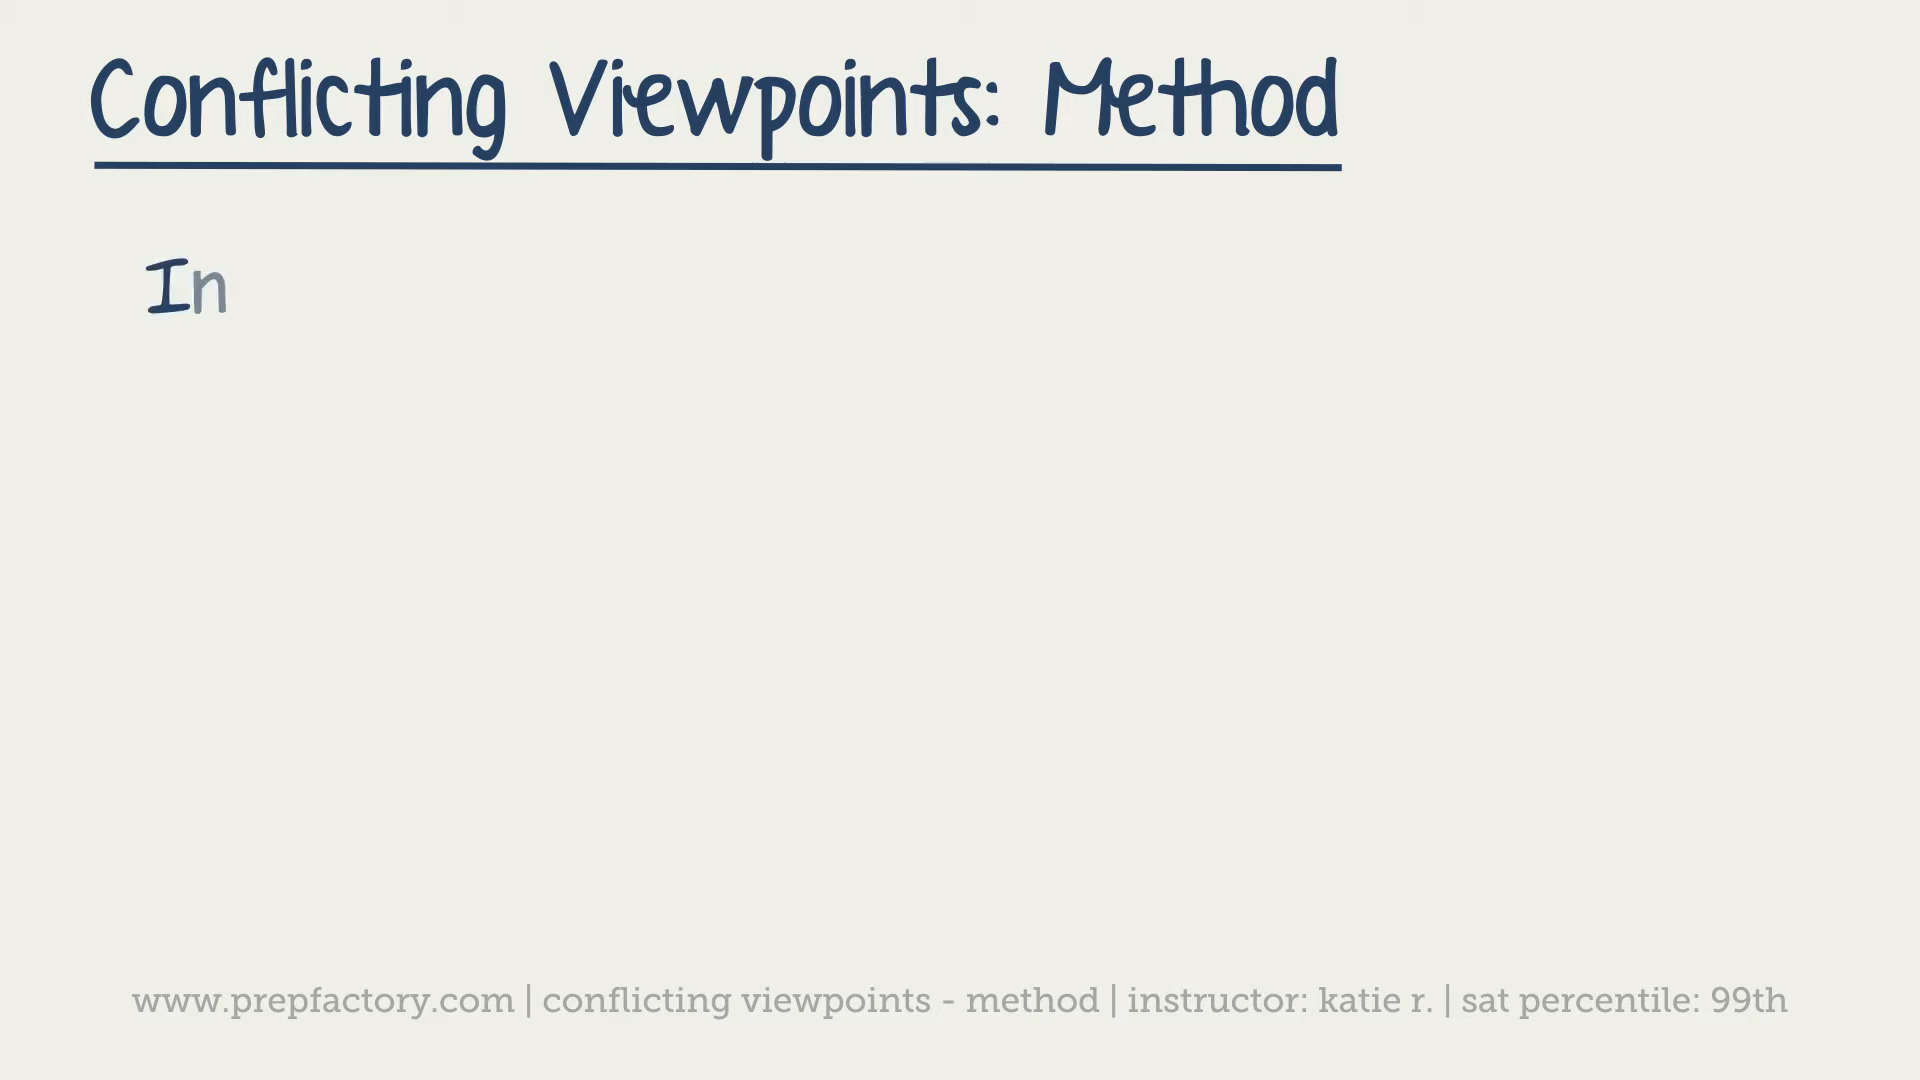 Conflicting Viewpoints: Method
In
www.prepfactory.com | conflicting viewpoints - method | instructor: katie r. | sat percentile: 99th